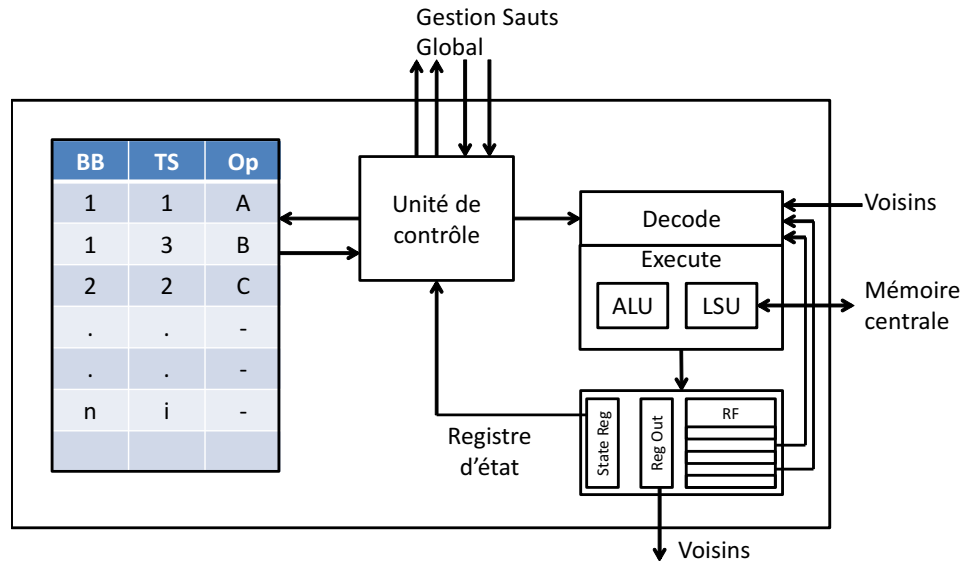 Gestion Sauts
Global
BB TS Op
1 1 A
1 3 B
2 2 C
. . -
. . -
n i -
Unité de
contrôle
Decode
Execute
ALU LSU
Voisins
Mémoire
centrale
State Reg
Reg Out
RF
Registre
d'état
Voisins